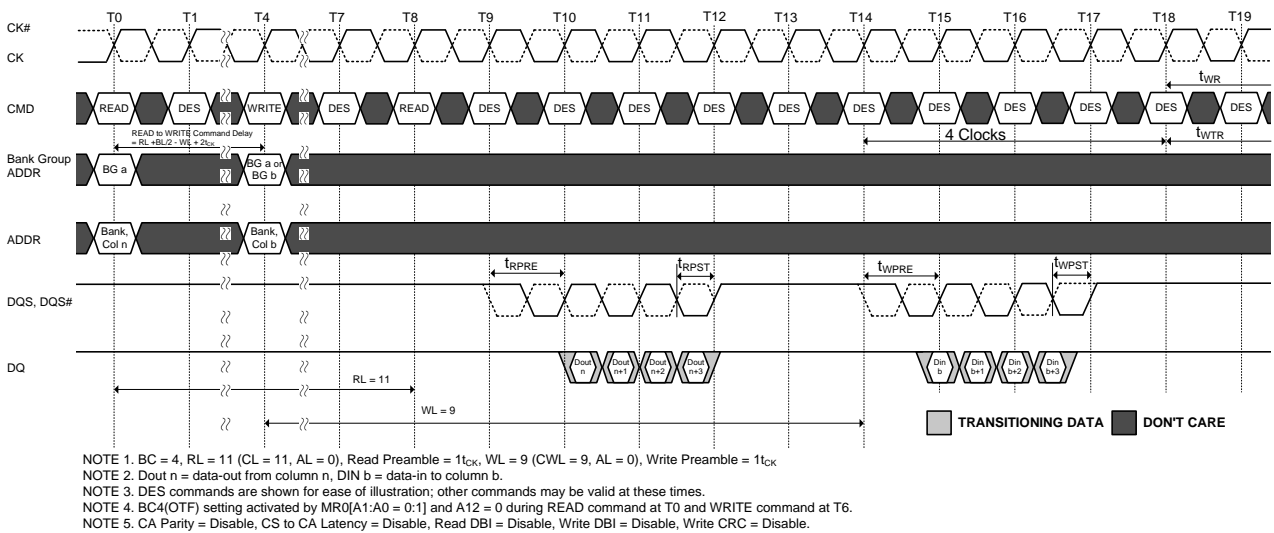 T0 T1 T4 T7 T8 T9 T10 T11 T12 T13 T14 T15 T16 T17 T18 T19
CK#
CK
tWR
CMD READ DES WRITE DES READ DES DES DES DES DES DES DES DES DES DES DES
READ to WRITE Command Delay
= RL +BL/2 - WL + 2tCK
4 Clocks
tWTR
Bank Group
ADDR
BG a
BG a or
BG b
ADDR
Bank,
Col n
Bank,
Col b
tRPRE tRPST tWPRE tWPST
DQS, DQS#
DQ
Dout
n
Dout
n+1
Dout
n+2
Dout
n+3
Din
b
Din
b+1
Din
b+2
Din
b+3
RL = 11
WL = 9
TRANSITIONING DATA DON'T CARE
NOTE 1. BC = 4, RL = 11 (CL = 11, AL = 0), Read Preamble = 1tCK, WL = 9 (CWL = 9, AL = 0), Write Preamble = 1tCK
NOTE 2. Dout n = data-out from column n, DIN b = data-in to column b.
NOTE 3. DES commands are shown for ease of illustration; other commands may be valid at these times.
NOTE 4. BC4(OTF) setting activated by MR0[A1:A0 = 0:1] and A12 = 0 during READ command at T0 and WRITE command at T6.
NOTE 5. CA Parity = Disable, CS to CA Latency = Disable, Read DBI = Disable, Write DBI = Disable, Write CRC = Disable.